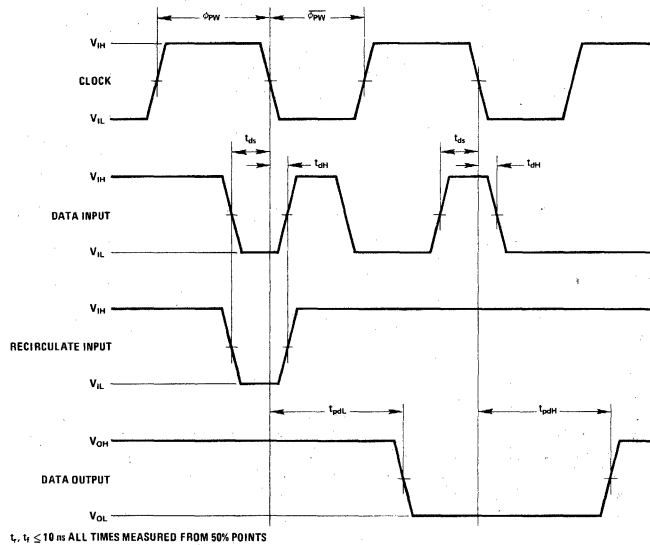 ϕPW
ϕ̅P̅W̅
VIH
CLOCK
VIL
tds
tdH
tds
tdH
VIH
DATA INPUT
VIL
VIH
RECIRCULATE INPUT
VIL
tpdL
tpdH
VOH
DATA OUTPUT
VOL
tr, tf ≤ 10 ns ALL TIMES MEASURED FROM 50% POINTS